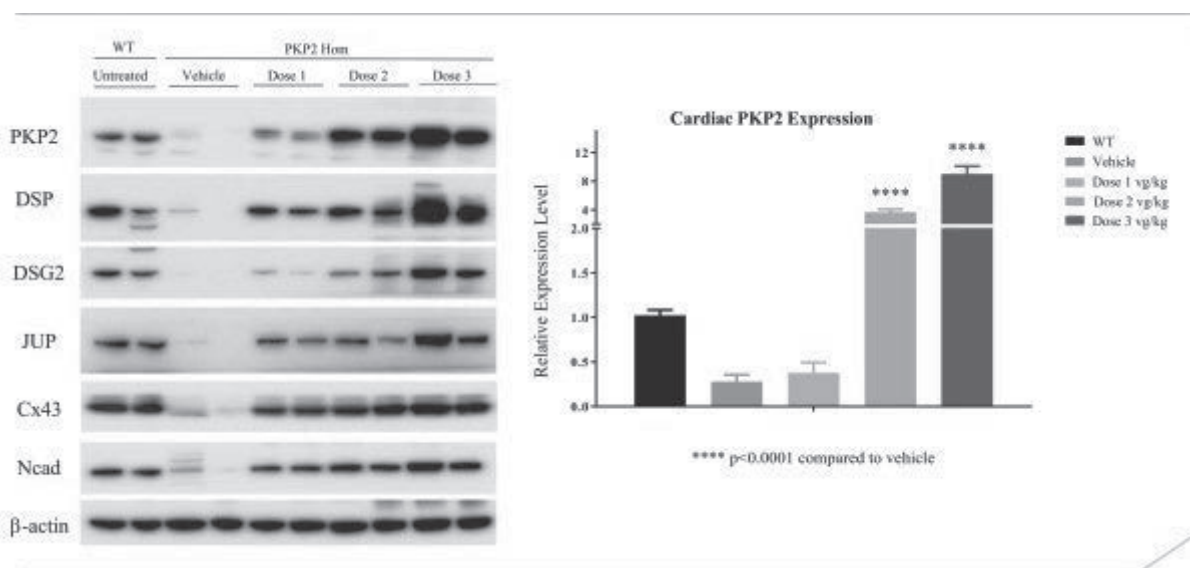 WT PKP2 Hom
Untreated Vehicle Dose 1 Dose 2 Dose 3
PKP2
DSP
DSG2
JUP
Cx43
Ncad
β-actin
Cardiac PKP2 Expression
Relative Expression Level
12
8
4
2.0
1.5
1.0
0.5
0.0
****
****
WT
Vehicle
Dose 1 vg/kg
Dose 2 vg/kg
Dose 3 vg/kg
**** p<0.0001 compared to vehicle